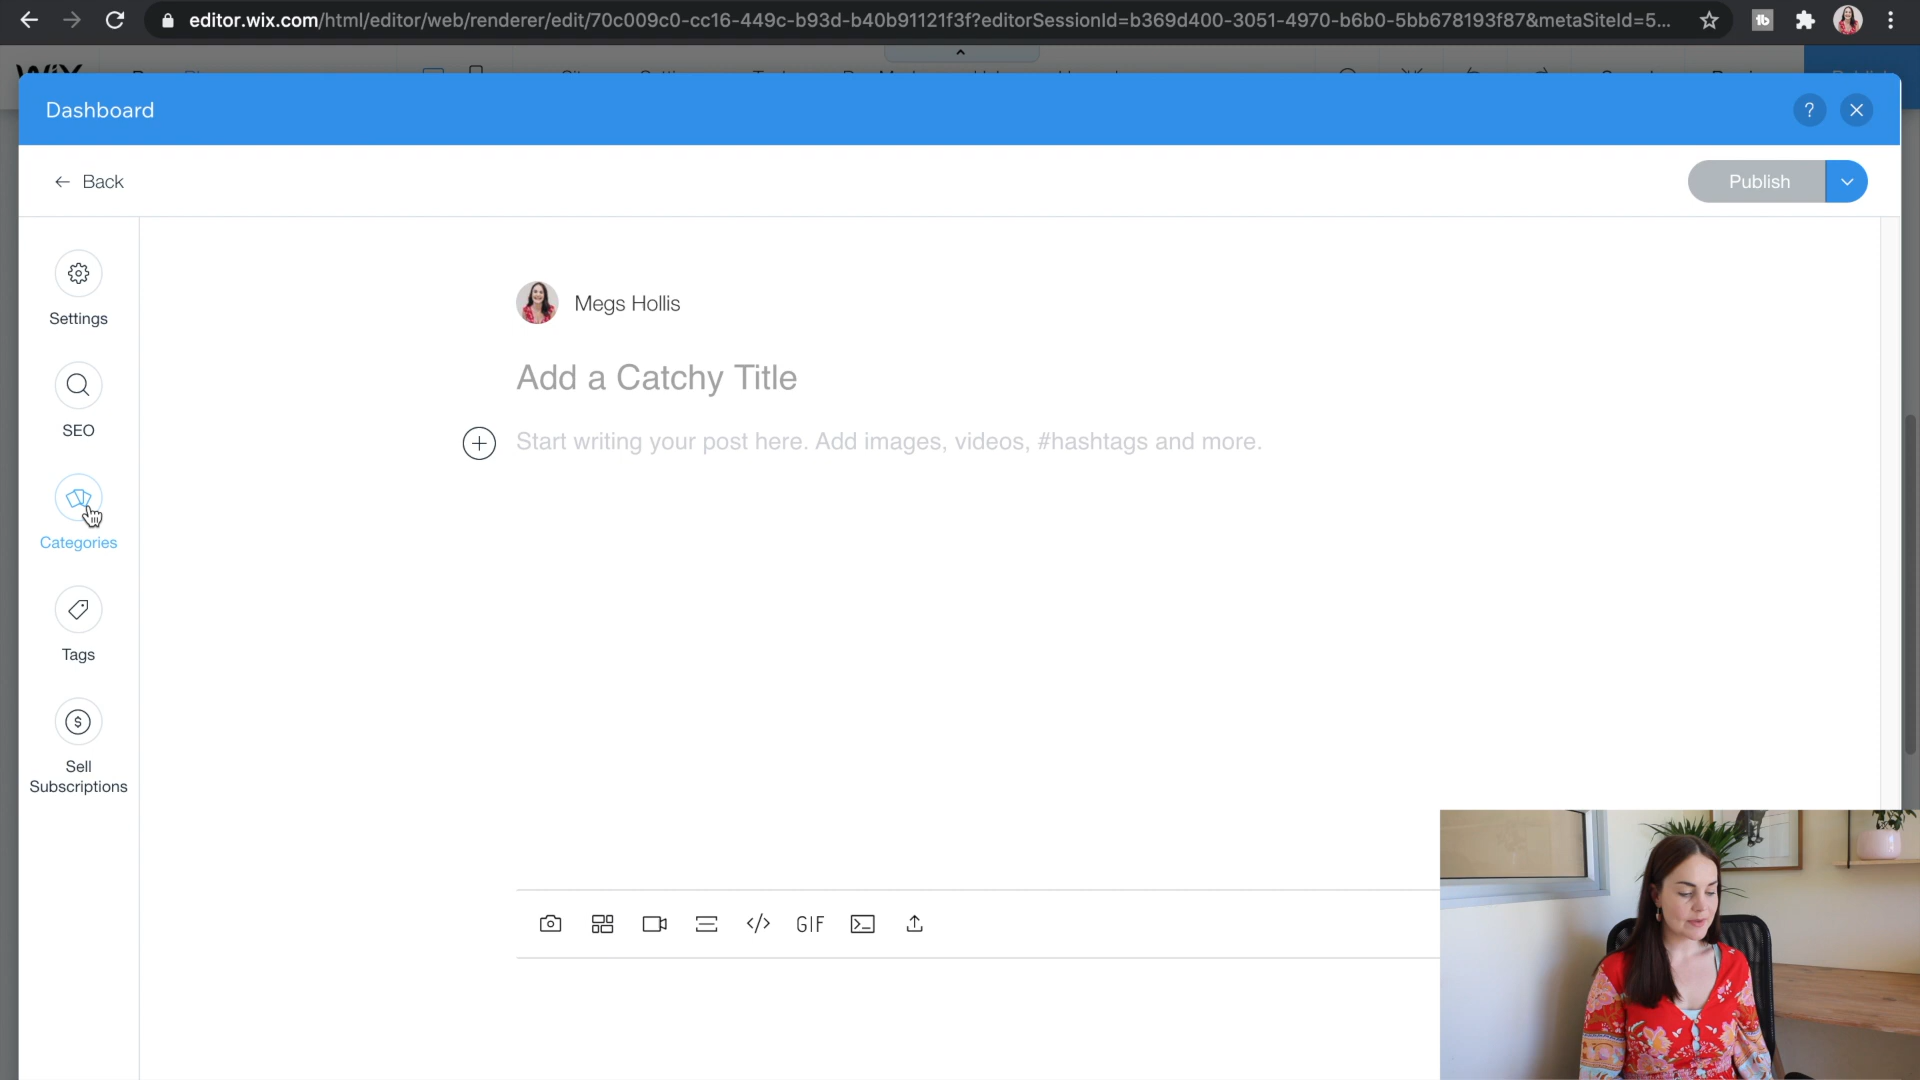 editor.wix.com/html/editor/web/renderer/edit/70c009c0-cc16-449c-b93d-b40b91121f3f?editorSessionId=b369d400-3051-4970-b6b0-5bb678193f87&metaSiteId=5...
Dashboard
?
Back
Publish
Settings
Megs Hollis
Add a Catchy Title
SEO
Start writing your post here. Add images, videos, #hashtags and more.
Categories
Tags
Sell
Subscriptions
GIF